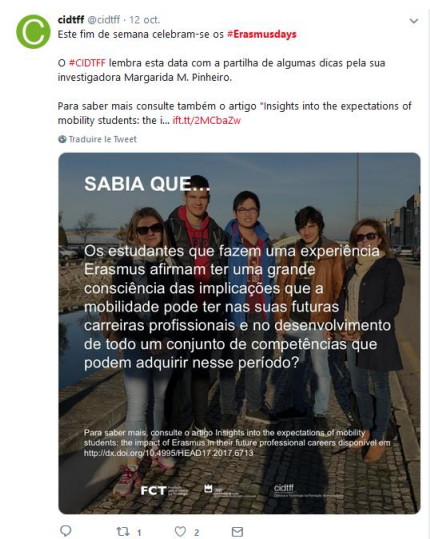 cidtff @cidtff · 12 oct.
Este fim de semana celebram-se os #Erasmusdays
O #CIDTFF lembra esta data com a partilha de algumas dicas pela sua
investigadora Margarida M. Pinheiro.
Para saber mais consulte também o artigo "Insights into the expectations of
mobility students: the i... ift.tt/2MCbaZw
Traduire le Tweet
SABIA QUE...
Os estudantes que fazem uma experiência
Erasmus afirmam ter uma grande
consciência das implicações que a
mobilidade pode ter nas suas futuras
carreiras profissionais e no desenvolvimento
de todo um conjunto de competências que
podem adquirir nesse período?
Para saber mais, consulte o artigo Insights into the expectations of mobility
students: the impact of Erasmus in their future professional careers disponível em
http://dx.doi.org/10.4995/HEAD17.2017.6713
FCT
cidtff
1
2